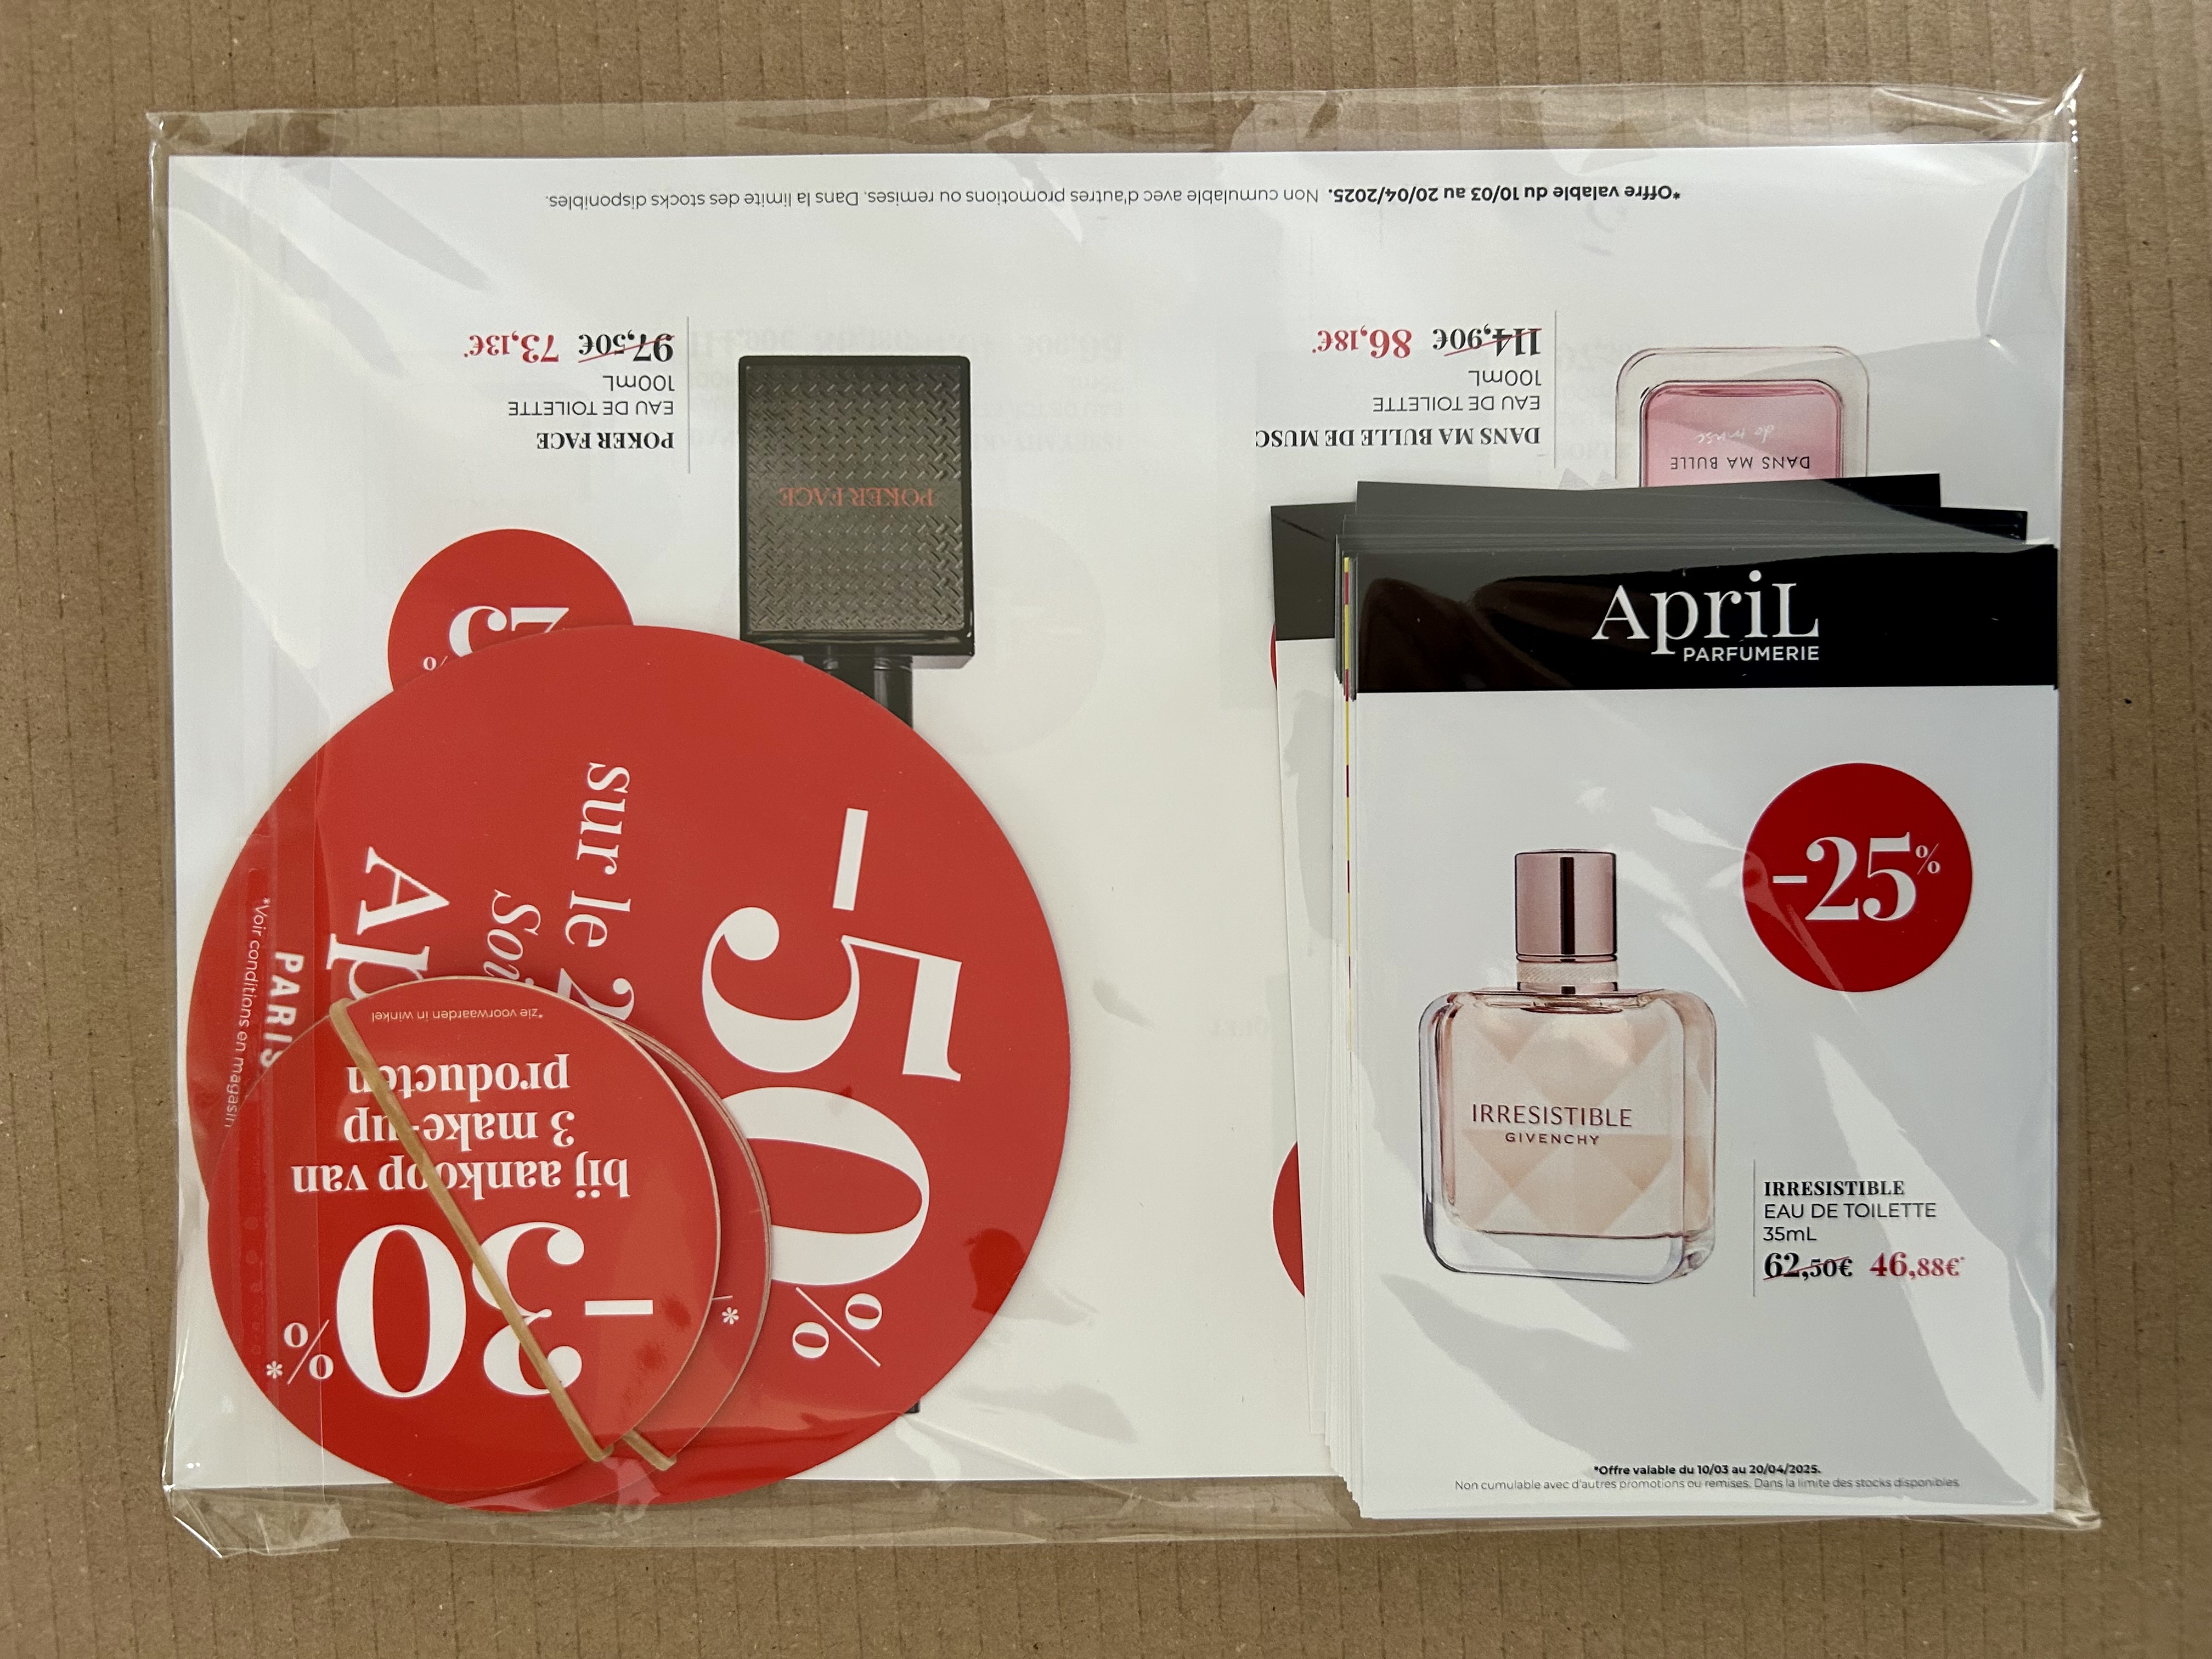 *Offre valable du 10/03 au 20/04/2025. Non cumulable avec d'autres promotions ou remises. Dans la limite des stocks disponibles.
DANS MA BULLE DE MUSC
EAU DE TOILETTE
100mL
114,90€ 86,18€*
DANS MA BULLE
de musc
POKER FACE
EAU DE TOILETTE
100mL
97,50€ 73,13€*
POKER FACE
%
-50%
*
sur le 2
PARIS
*Voir conditions en magasin
-30%*
bij aankoop van
3 make-up
producten
*zie voorwaarden in winkel
ApriL
PARFUMERIE
-25%
IRRESISTIBLE
GIVENCHY
IRRESISTIBLE
EAU DE TOILETTE
35mL
62,50€ 46,88€*
*Offre valable du 10/03 au 20/04/2025.
Non cumulable avec d'autres promotions ou remises. Dans la limite des stocks disponibles.